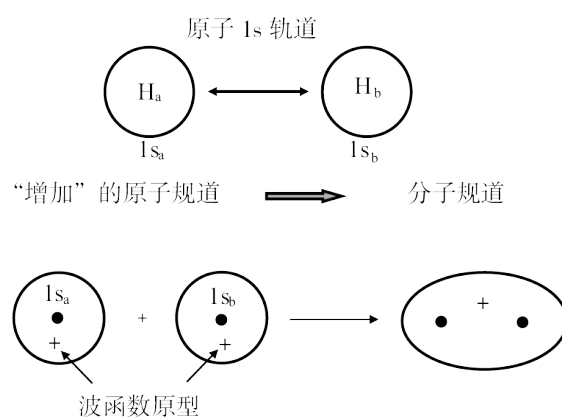 原子 1s 轨道
Ha Hb
1sa 1sb
“增加”的原子规道 分子规道
1sa + 1sb +
+ +
波函数原型